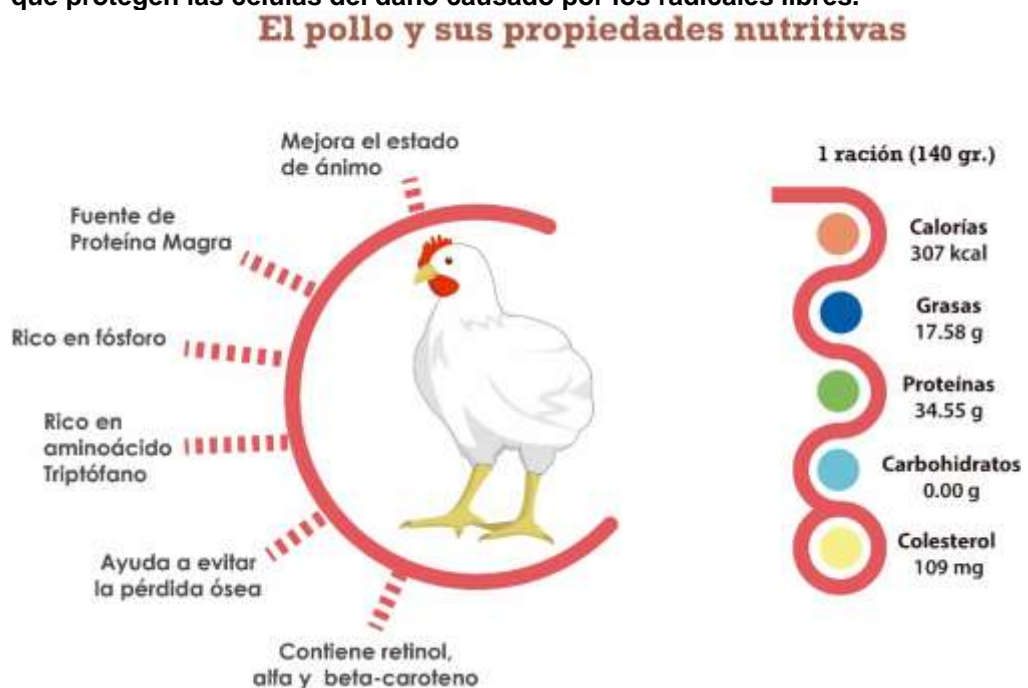 que protegen las células del daño causado por los radicales libres.
El pollo y sus propiedades nutritivas
Mejora el estado
de ánimo
Fuente de
Proteína Magra
Rico en fósforo
Rico en
aminoácido
Triptófano
Ayuda a evitar
la pérdida ósea
Contiene retinol,
alfa y beta-caroteno
1 ración (140 gr.)
Calorías
307 kcal
Grasas
17.58 g
Proteínas
34.55 g
Carbohidratos
0.00 g
Colesterol
109 mg